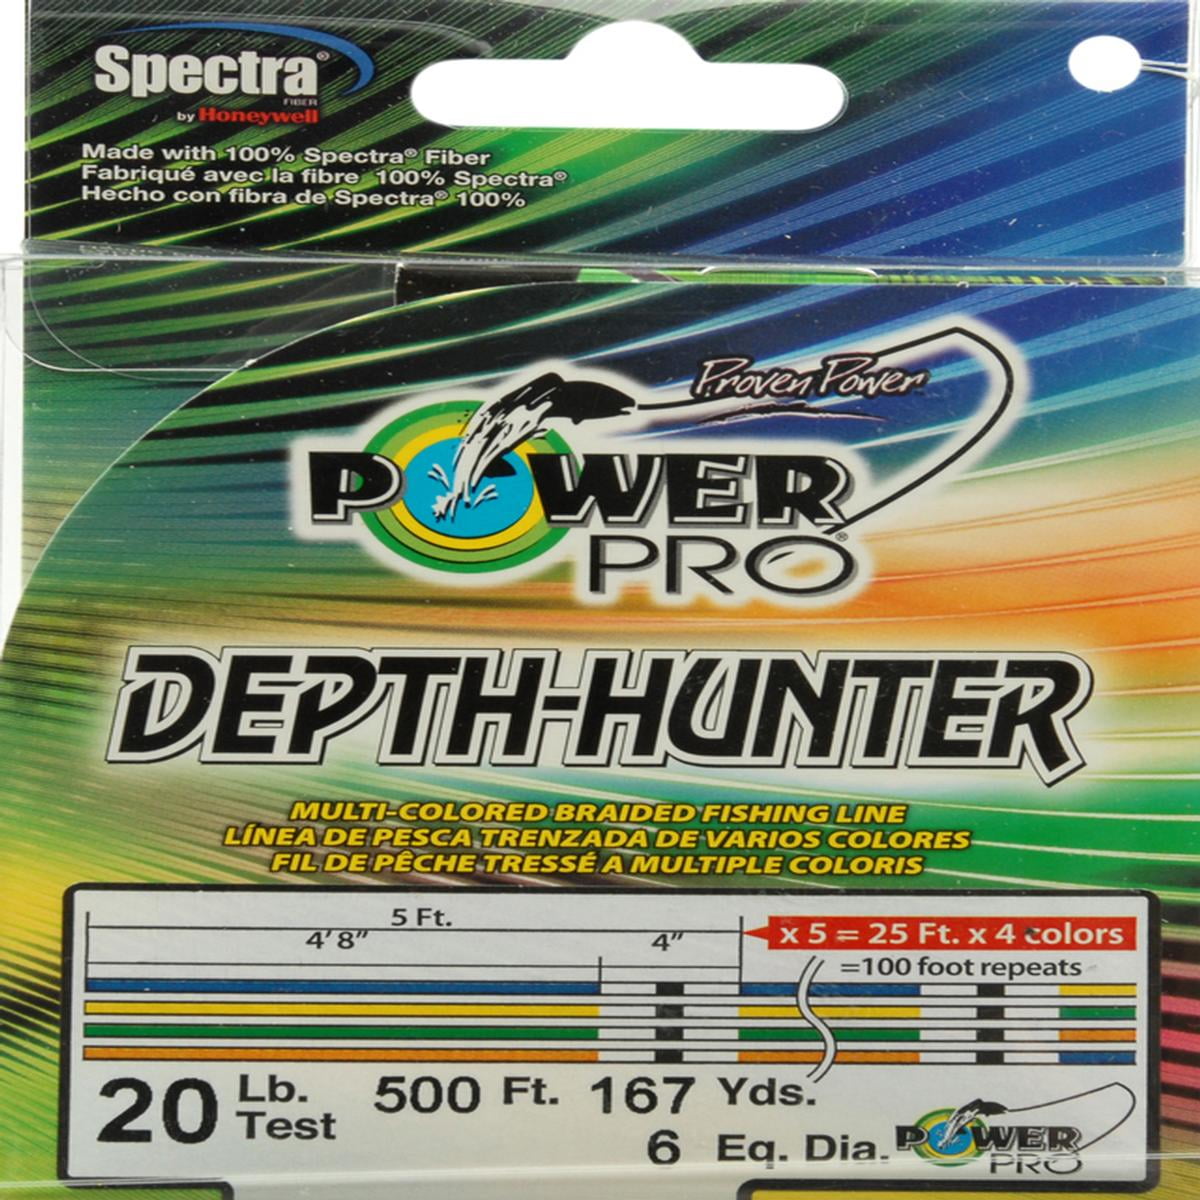 Spectra®
FIBER
by Honeywell
Made with 100% Spectra® Fiber
Fabriqué avec la fibre 100% Spectra®
Hecho con fibra de Spectra® 100%
Proven Power
POWER
PRO®
DEPTH-HUNTER
MULTI-COLORED BRAIDED FISHING LINE
LÍNEA DE PESCA TRENZADA DE VARIOS COLORES
FIL DE PÊCHE TRESSÉ A MULTIPLE COLORIS
5 Ft.
4' 8" 4"
x 5 = 25 Ft. x 4 colors
=100 foot repeats
20 Lb. Test 500 Ft. 167 Yds.
6 Eq. Dia.
POWER
PRO